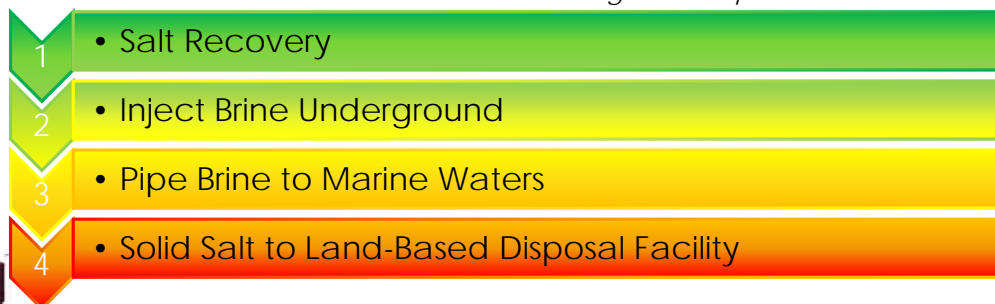 1
• Salt Recovery
2
• Inject Brine Underground
3
• Pipe Brine to Marine Waters
4
• Solid Salt to Land-Based Disposal Facility